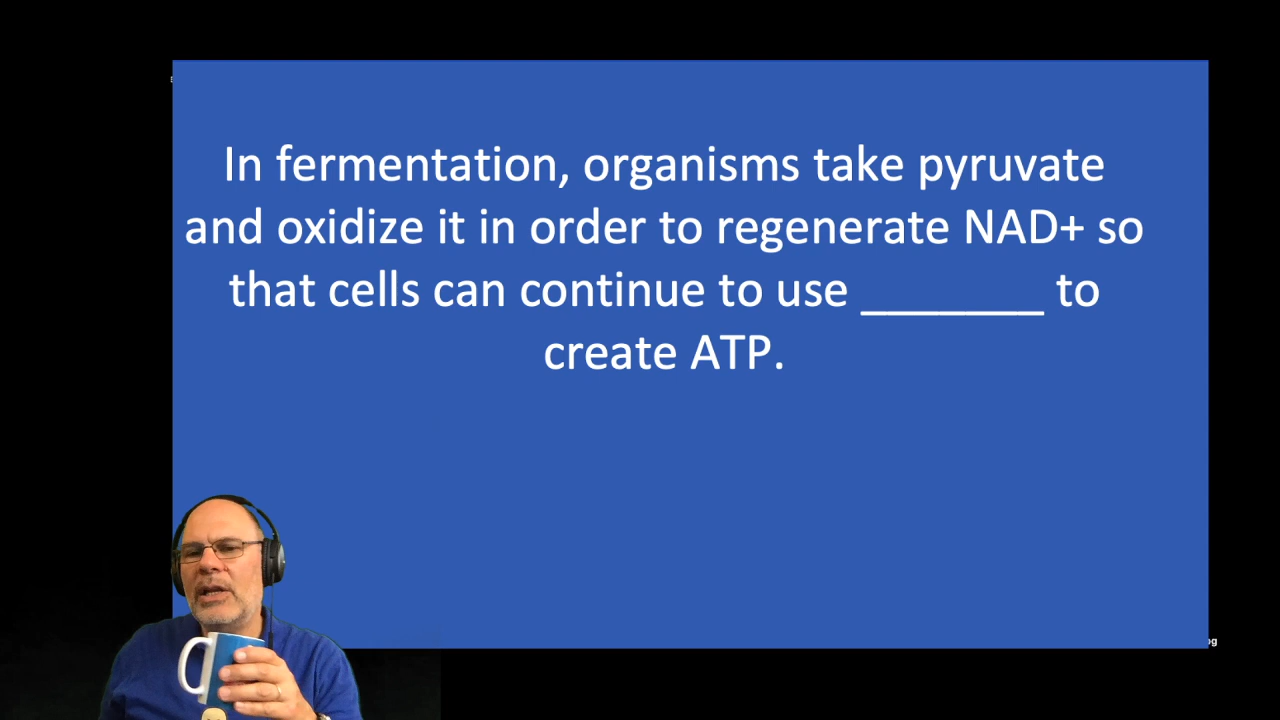 In fermentation, organisms take pyruvate
and oxidize it in order to regenerate NAD+ so
that cells can continue to use _______ to
create ATP.